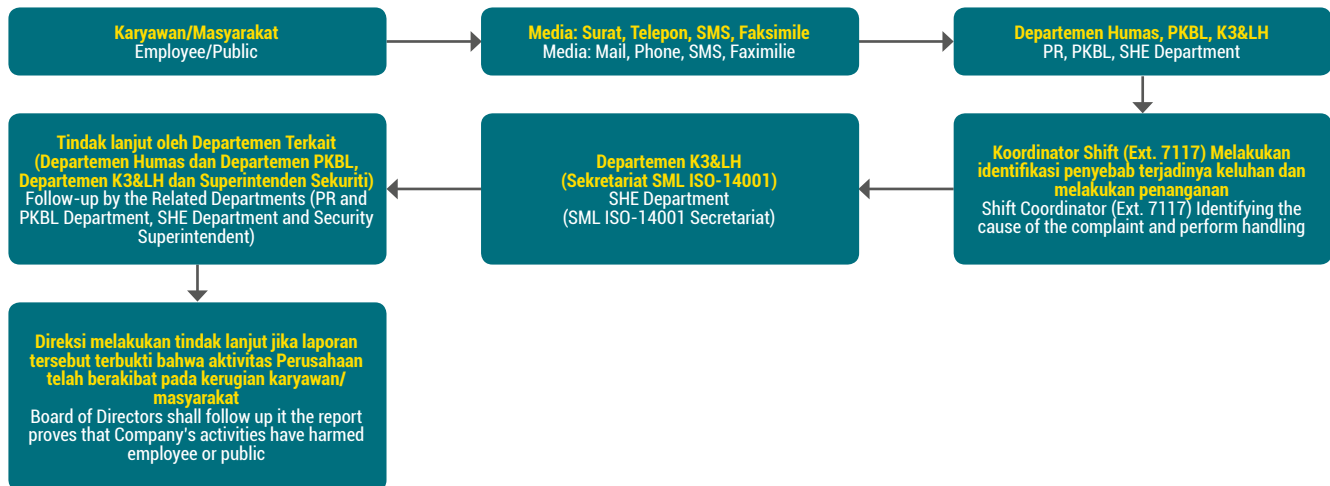 Karyawan/Masyarakat
Employee/Public
Media: Surat, Telepon, SMS, Faksimile
Media: Mail, Phone, SMS, Faximilie
Departemen Humas, PKBL, K3&LH
PR, PKBL, SHE Department
Koordinator Shift (Ext. 7117) Melakukan
identifikasi penyebab terjadinya keluhan dan
melakukan penanganan
Shift Coordinator (Ext. 7117) Identifying the
cause of the complaint and perform handling
Departemen K3&LH
(Sekretariat SML ISO-14001)
SHE Department
(SML ISO-14001 Secretariat)
Tindak lanjut oleh Departemen Terkait
(Departemen Humas dan Departemen PKBL,
Departemen K3&LH dan Superintenden Sekuriti)
Follow-up by the Related Departments (PR and
PKBL Department, SHE Department and Security
Superintendent)
Direksi melakukan tindak lanjut jika laporan
tersebut terbukti bahwa aktivitas Perusahaan
telah berakibat pada kerugian karyawan/
masyarakat
Board of Directors shall follow up it the report
proves that Company's activities have harmed
employee or public